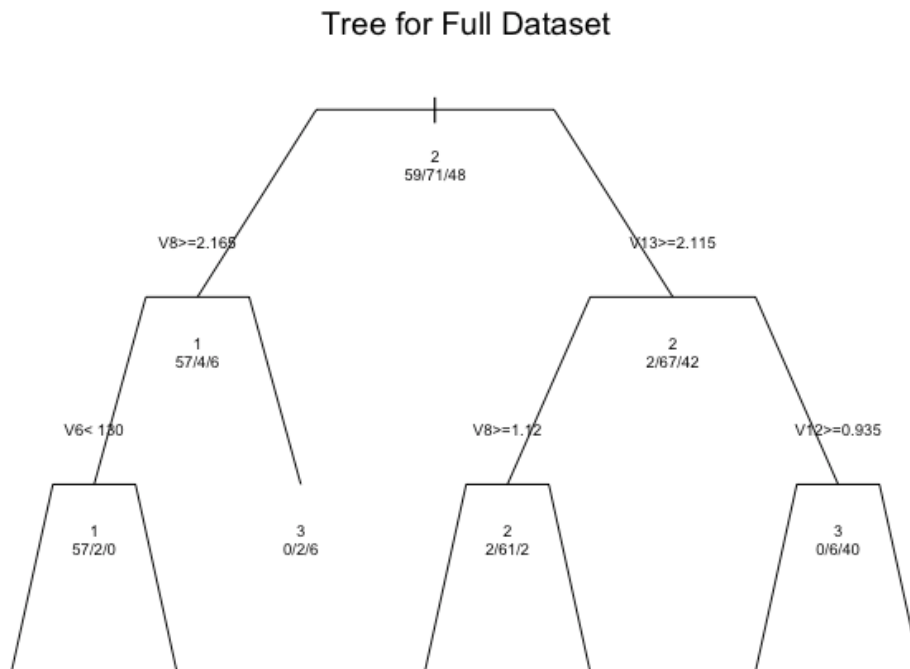 Tree for Full Dataset
2
59/71/48
V8>=2.165
V13>=2.115
1
57/4/6
2
2/67/42
V6< 130
V8>=1.12
V12>=0.935
1
57/2/0
3
0/2/6
2
2/61/2
3
0/6/40